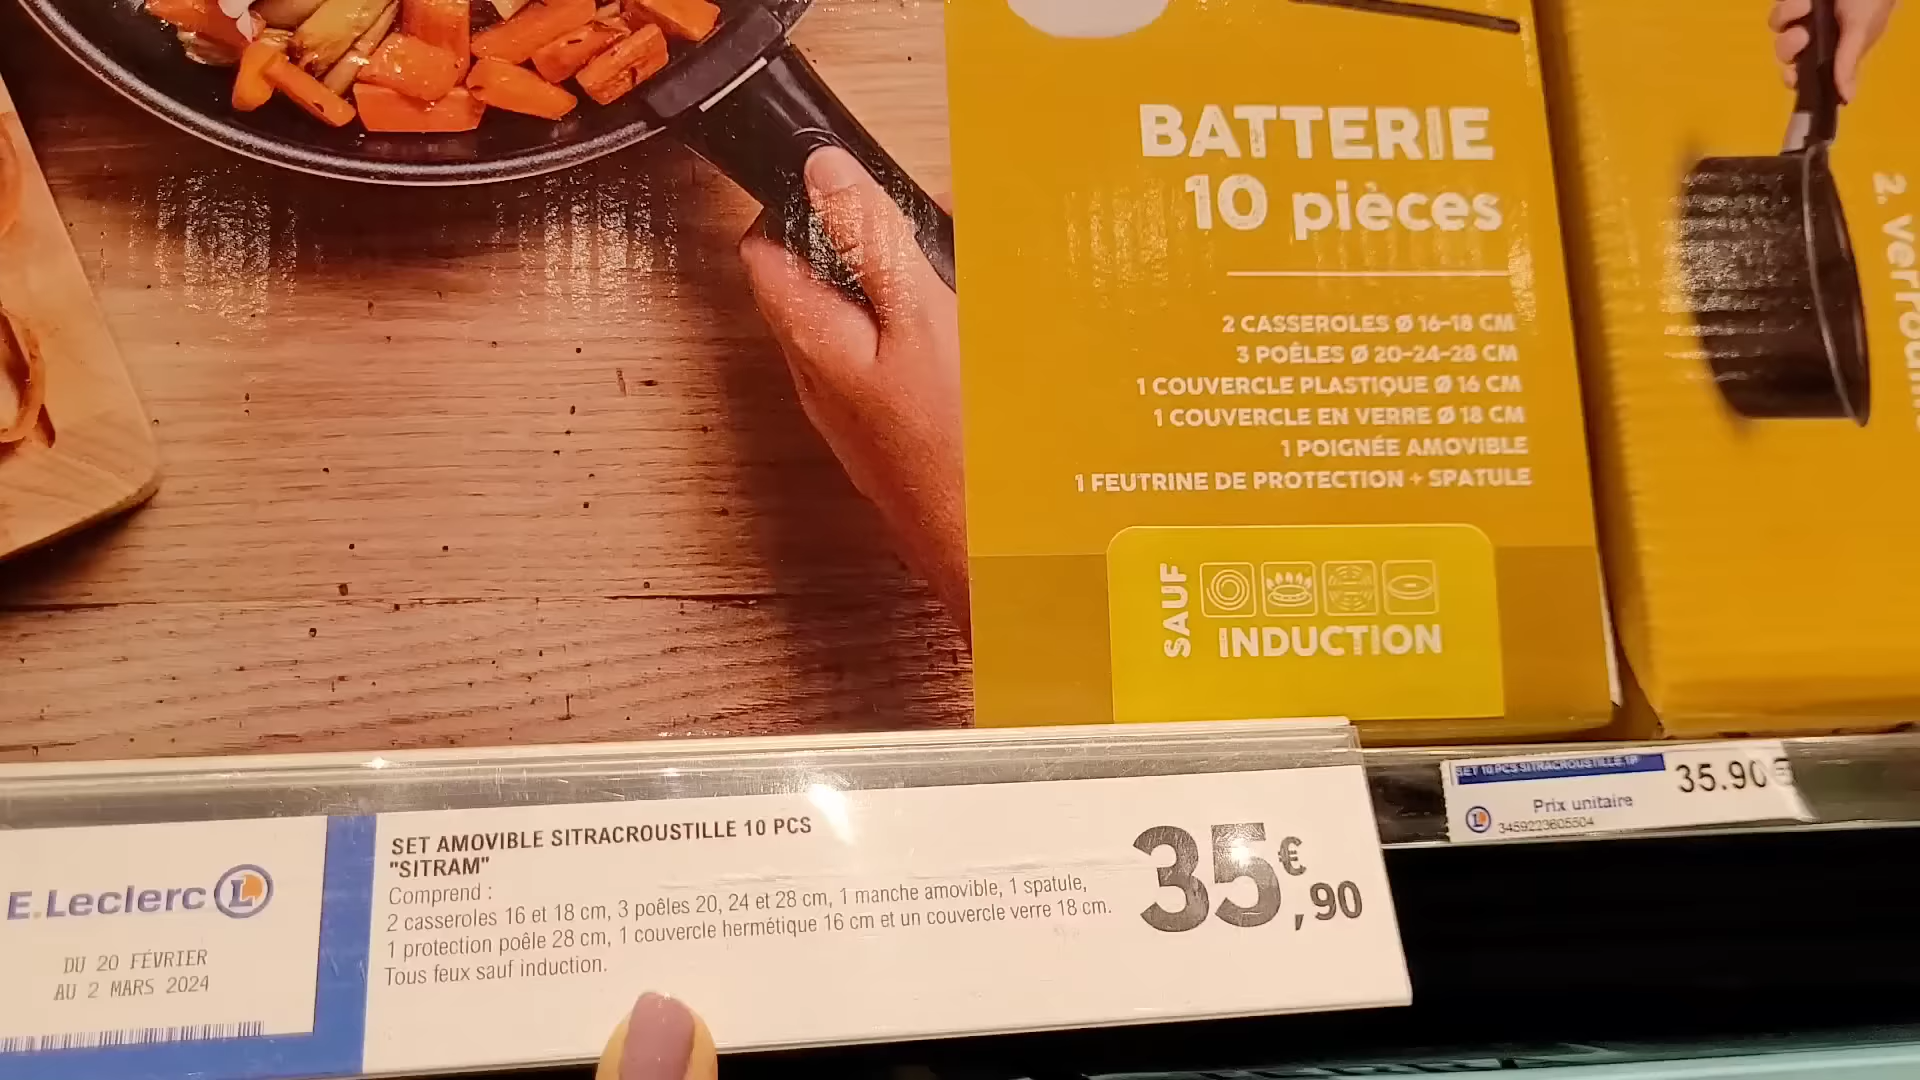 BATTERIE
10 pièces
2 CASSEROLES Ø 16-18 CM
3 POÊLES Ø 20-24-28 CM
1 COUVERCLE PLASTIQUE Ø 16 CM
1 COUVERCLE EN VERRE Ø 18 CM
1 POIGNÉE AMOVIBLE
1 FEUTRINE DE PROTECTION + SPATULE
SAUF
INDUCTION
2.
SET 10 PCS SITRACROUSTILLE 1P
35.90 €
Prix unitaire
3459223605504
E.Leclerc L
DU 20 FÉVRIER
AU 2 MARS 2024
SET AMOVIBLE SITRACROUSTILLE 10 PCS
"SITRAM"
Comprend :
2 casseroles 16 et 18 cm, 3 poêles 20, 24 et 28 cm, 1 manche amovible, 1 spatule,
1 protection poêle 28 cm, 1 couvercle hermétique 16 cm et un couvercle verre 18 cm.
Tous feux sauf induction.
35€,90